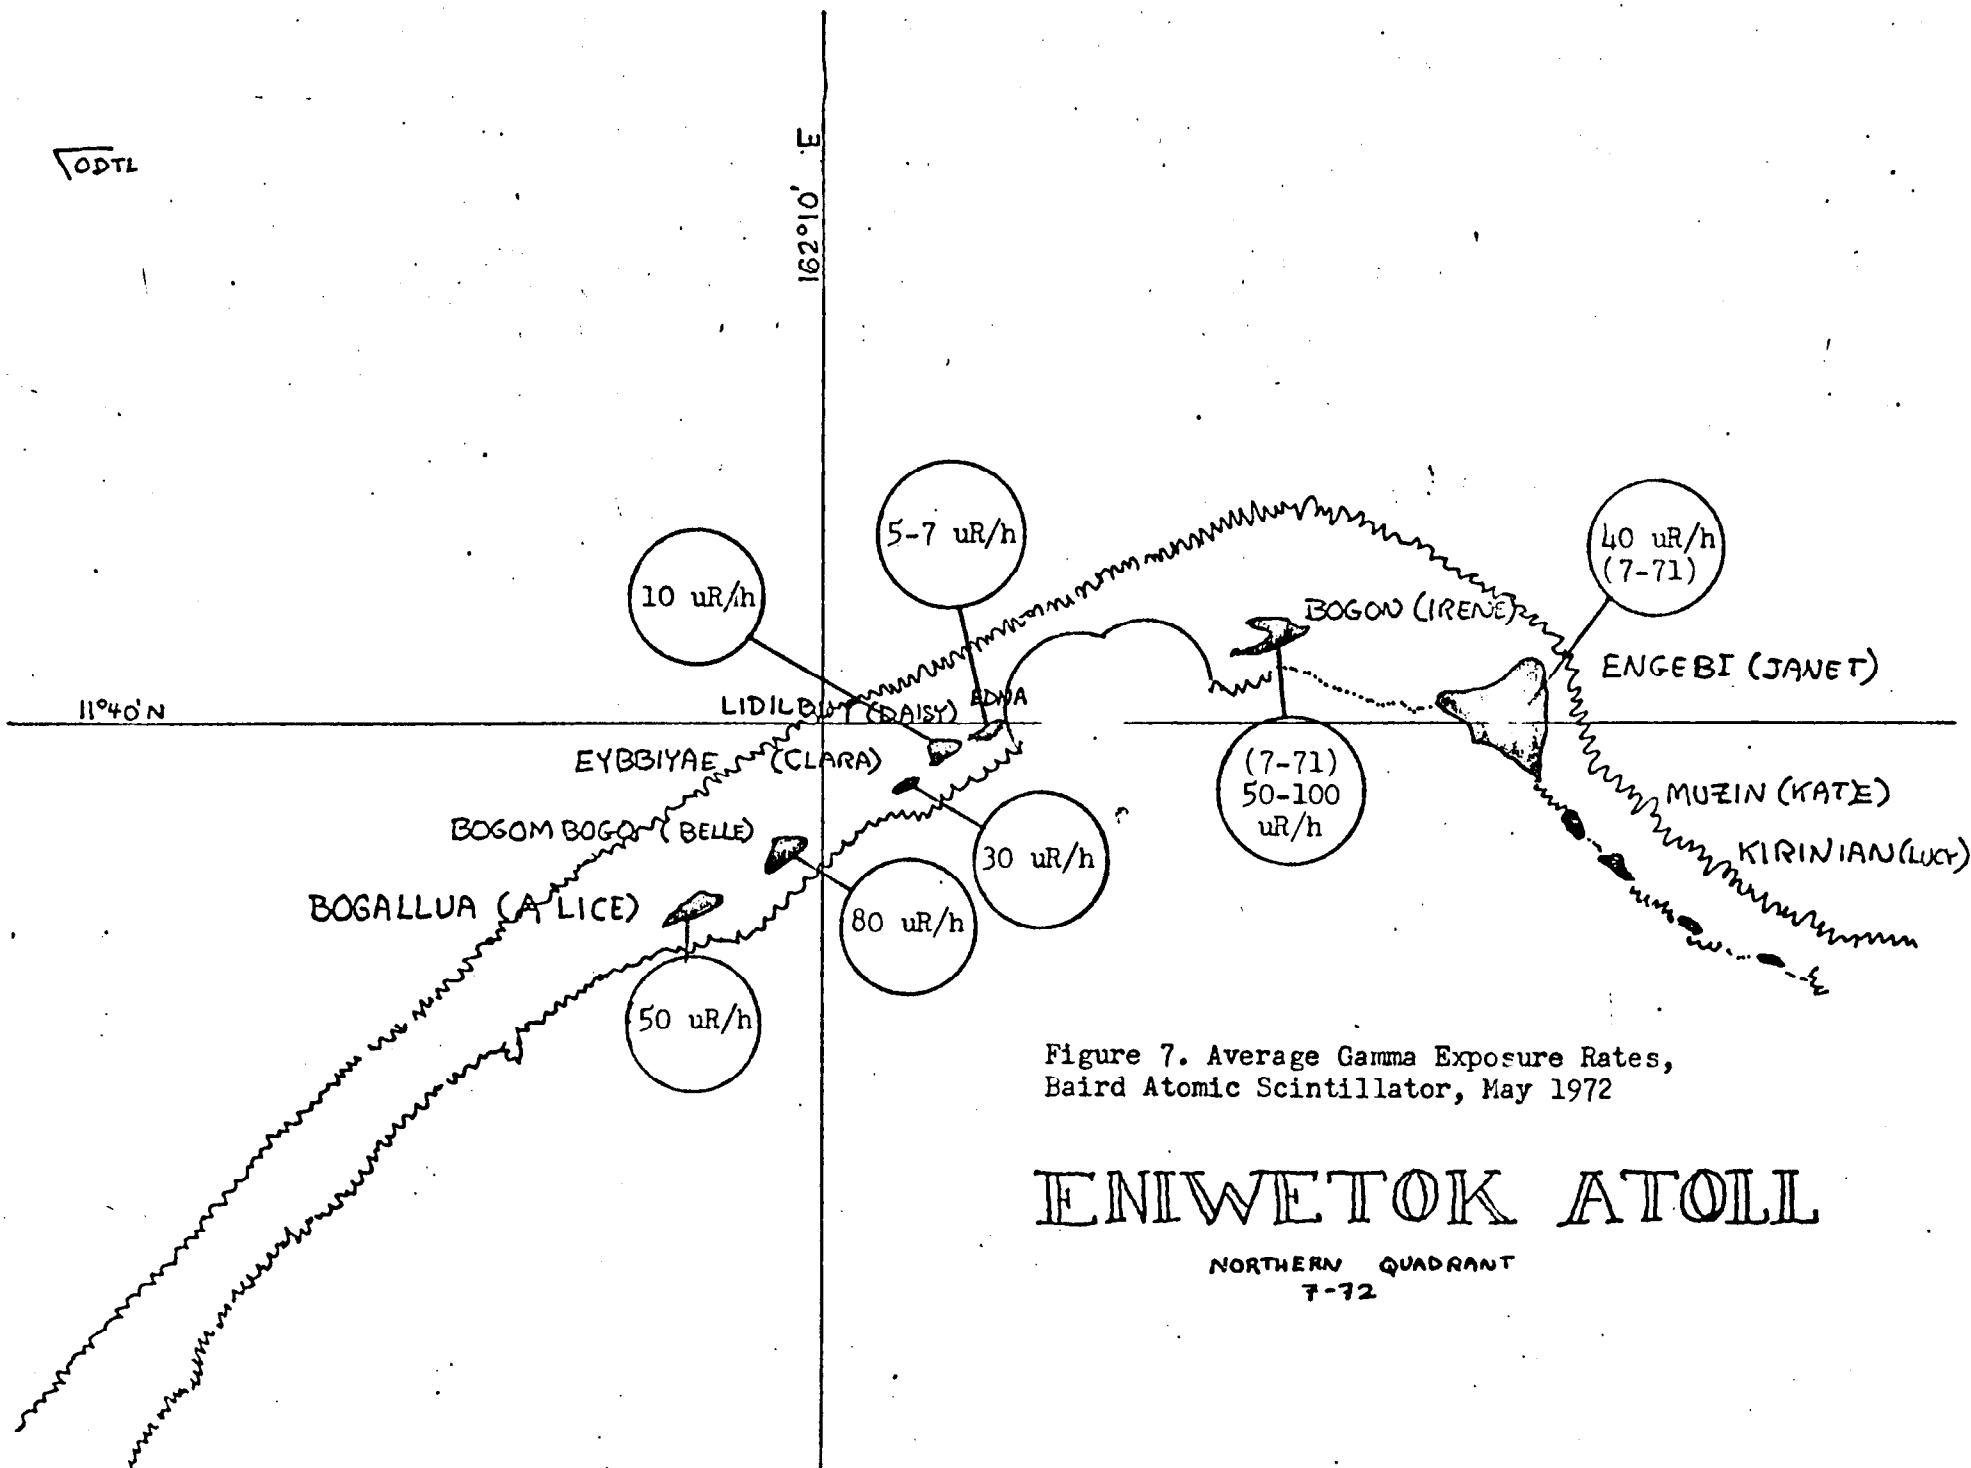 ODTL
162°10' E
5-7 uR/h
40 uR/h
(7-71)
10 uR/h
BOGON (IRENE)
ENGEBI (JANET)
11°40'N
(DAISY)
EDNA
EYBBIYAE (CLARA)
(7-71)
50-100
uR/h
MUZIN (KATE)
BOGOMBOGO (BELLE)
30 uR/h
KIRINIAN (LUCY)
BOGALLUA (ALICE)
80 uR/h
50 uR/h
Figure 7. Average Gamma Exposure Rates,
Baird Atomic Scintillator, May 1972
ENIWETOK ATOLL
NORTHERN QUADRANT
7-72